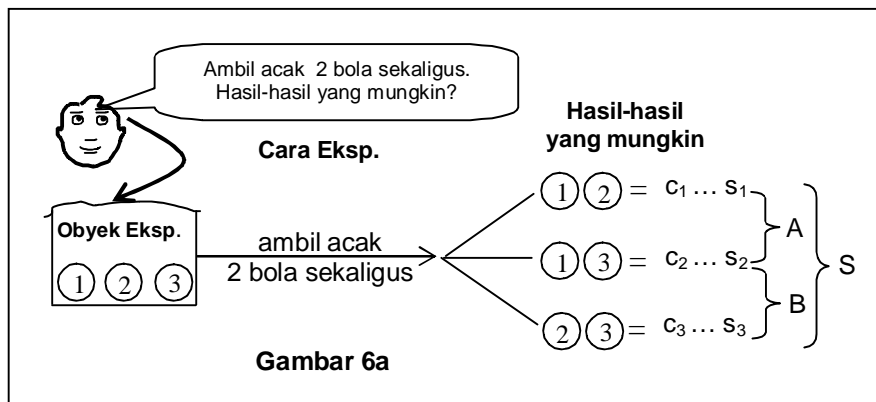 Ambil acak 2 bola sekaligus.
Hasil-hasil yang mungkin?
Cara Eksp.
Hasil-hasil
yang mungkin
Obyek Eksp.
1 2 3
ambil acak
2 bola sekaligus
1 2 = c₁ … s₁
1 3 = c₂ … s₂
2 3 = c₃ … s₃
A
B
S
Gambar 6a